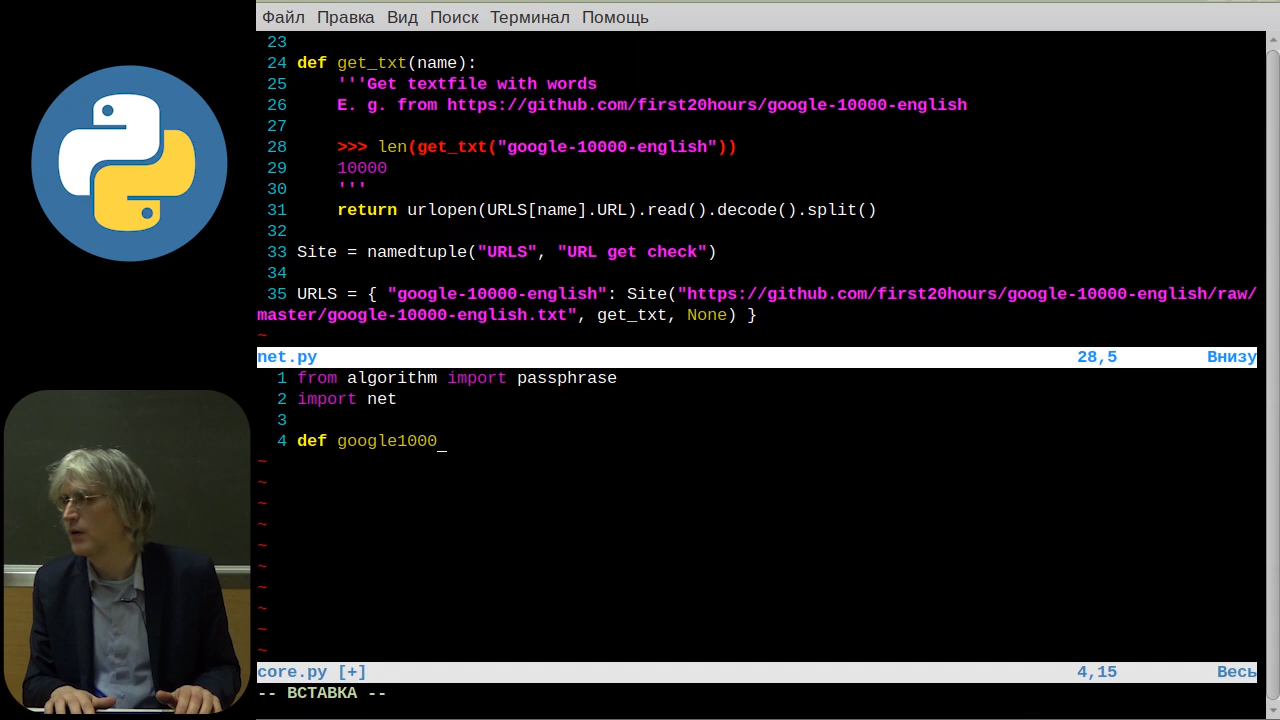 Файл Правка Вид Поиск Терминал Помощь
23
24 def get_txt(name):
25     '''Get textfile with words
26     E. g. from https://github.com/first20hours/google-10000-english
27
28     >>> len(get_txt("google-10000-english"))
29     10000
30     '''
31     return urlopen(URLS[name].URL).read().decode().split()
32
33 Site = namedtuple("URLS", "URL get check")
34
35 URLS = { "google-10000-english": Site("https://github.com/first20hours/google-10000-english/raw/
master/google-10000-english.txt", get_txt, None) }
~
net.py 28,5 Внизу
1 from algorithm import passphrase
2 import net
3
4 def google1000_
~
~
~
~
~
~
~
~
~
~
core.py [+] 4,15 Весь
-- ВСТАВКА --